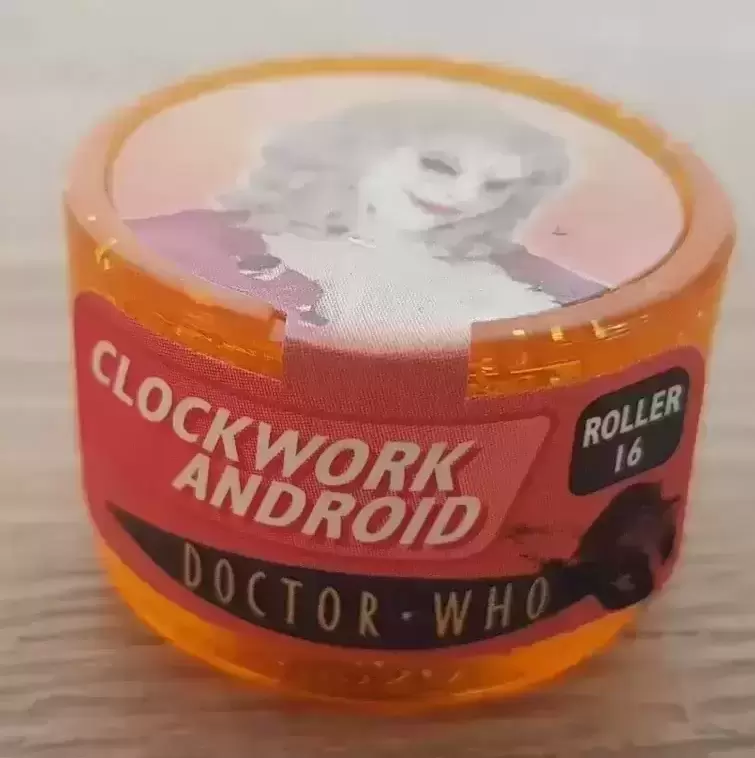 CLOCKWORK
ANDROID
ROLLER
16
DOCTOR · WHO